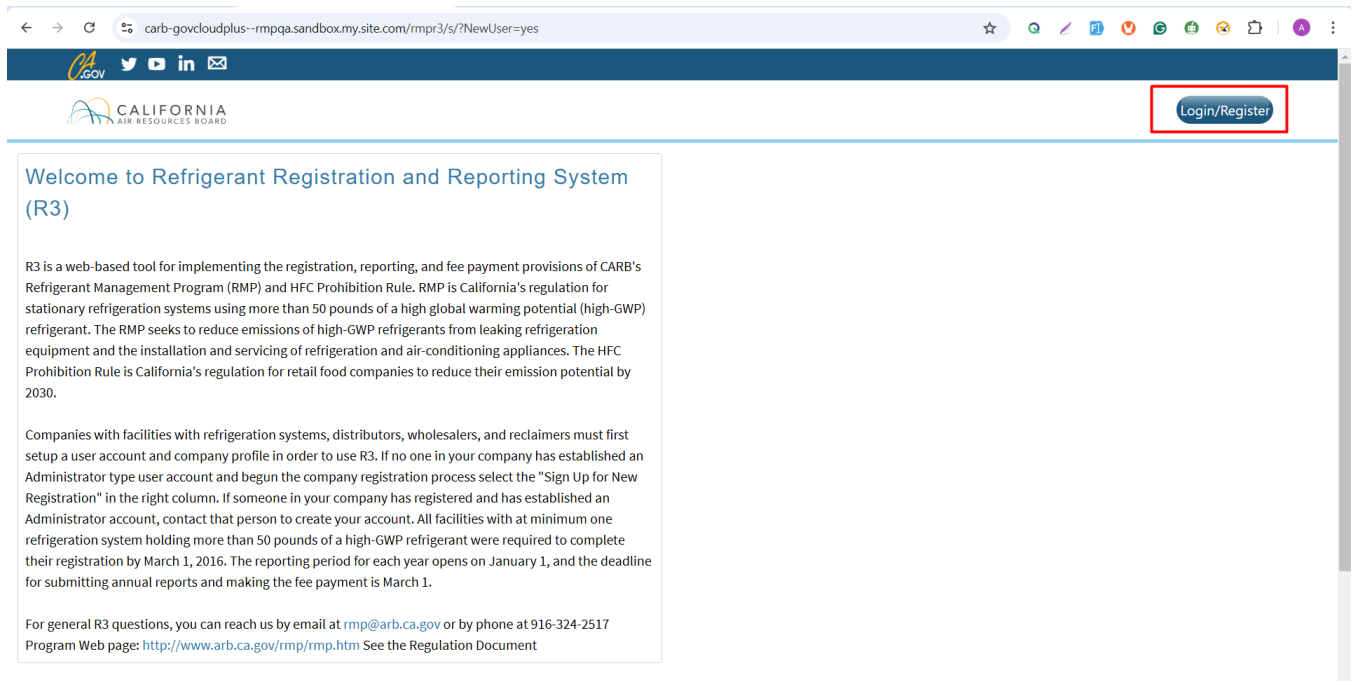 carb-govcloudplus--rmpqa.sandbox.my.site.com/rmpr3/s/?NewUser=yes
A
CA
.GOV
CALIFORNIA
AIR RESOURCES BOARD
Login/Register
Welcome to Refrigerant Registration and Reporting System
(R3)
R3 is a web-based tool for implementing the registration, reporting, and fee payment provisions of CARB's
Refrigerant Management Program (RMP) and HFC Prohibition Rule. RMP is California's regulation for
stationary refrigeration systems using more than 50 pounds of a high global warming potential (high-GWP)
refrigerant. The RMP seeks to reduce emissions of high-GWP refrigerants from leaking refrigeration
equipment and the installation and servicing of refrigeration and air-conditioning appliances. The HFC
Prohibition Rule is California's regulation for retail food companies to reduce their emission potential by
2030.
Companies with facilities with refrigeration systems, distributors, wholesalers, and reclaimers must first
setup a user account and company profile in order to use R3. If no one in your company has established an
Administrator type user account and begun the company registration process select the "Sign Up for New
Registration" in the right column. If someone in your company has registered and has established an
Administrator account, contact that person to create your account. All facilities with at minimum one
refrigeration system holding more than 50 pounds of a high-GWP refrigerant were required to complete
their registration by March 1, 2016. The reporting period for each year opens on January 1, and the deadline
for submitting annual reports and making the fee payment is March 1.
For general R3 questions, you can reach us by email at rmp@arb.ca.gov or by phone at 916-324-2517
Program Web page: http://www.arb.ca.gov/rmp/rmp.htm See the Regulation Document